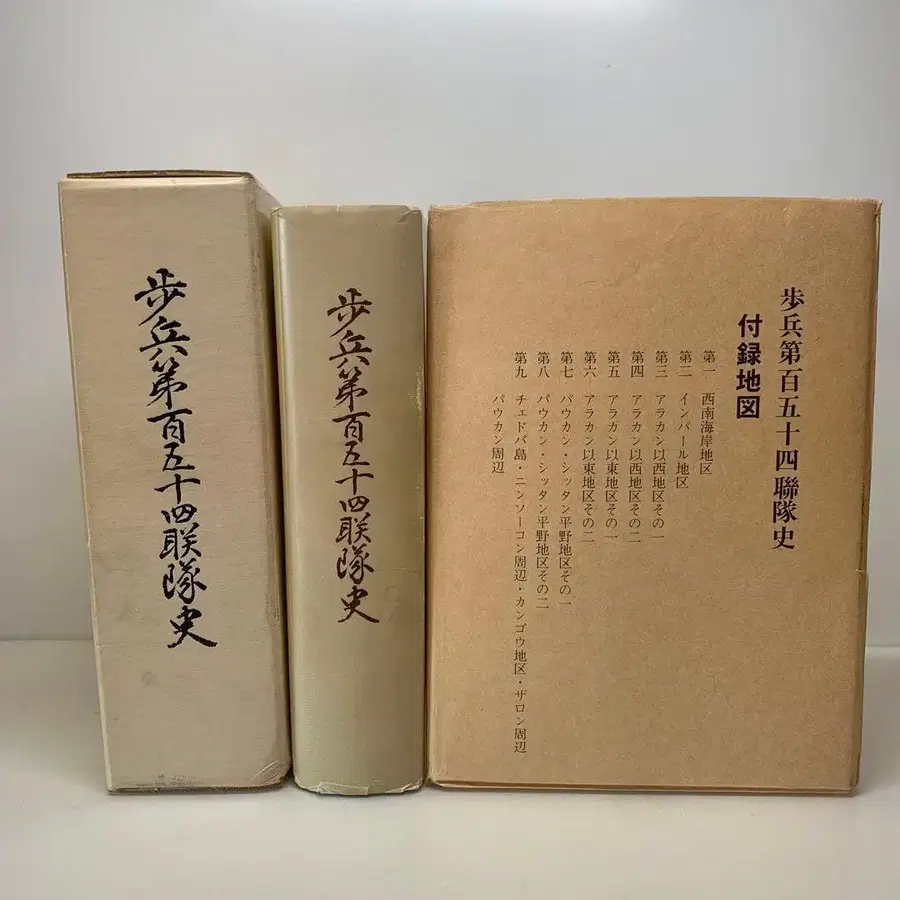 歩兵第百五十四联隊史
歩兵第百五十四联隊史
歩兵第百五十四聯隊史
付録地図
第一 西南海岸地区
第二 インパール地区
第三 アラカン以西地区その一
第四 アラカン以西地区その二
第五 アラカン以東地区その一
第六 アラカン以東地区その二
第七 パウカン・シッタン平野地区その一
第八 パウカン・シッタン平野地区その二
第九 チェドバ島・ニンソーコン周辺・カンゴウ地区・ザロン周辺
パウカン周辺